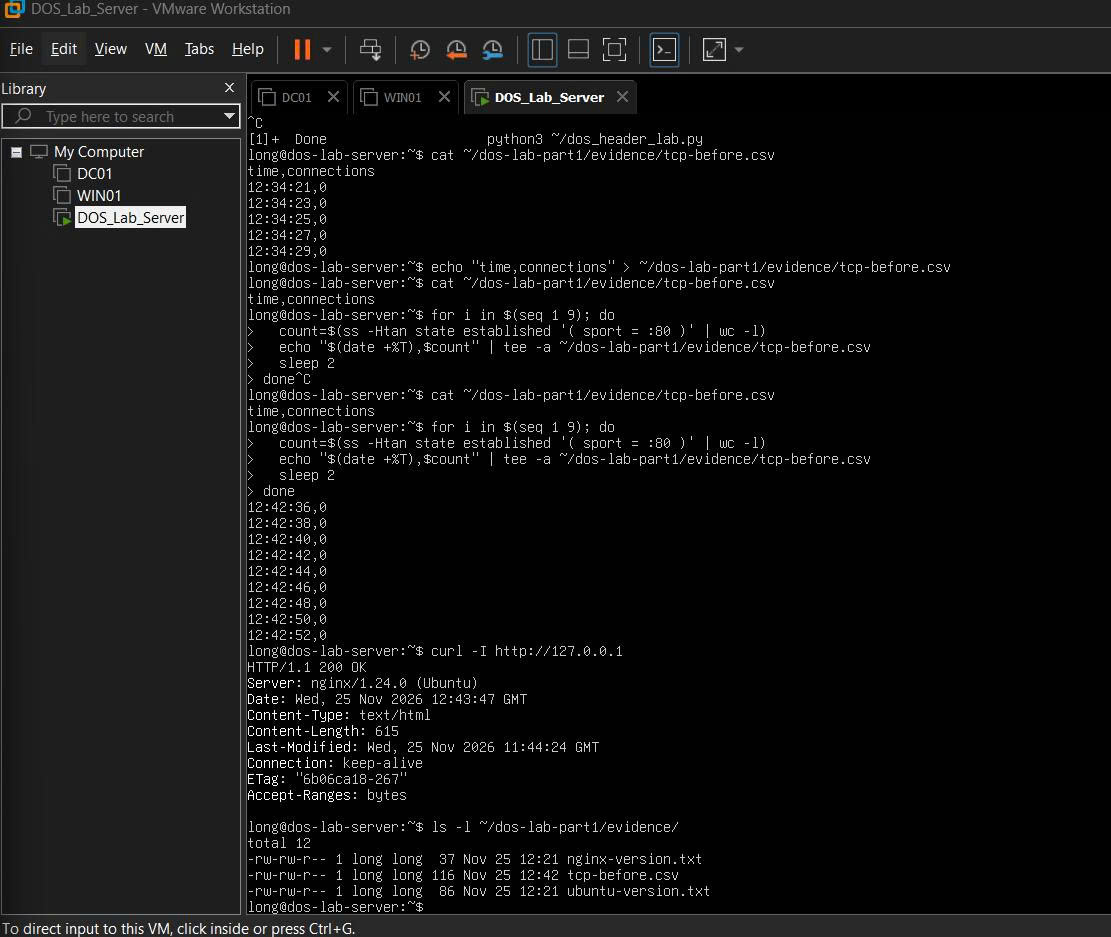 DOS_Lab_Server - VMware Workstation
File Edit View VM Tabs Help
Library
Type here to search
My Computer
DC01
WIN01
DOS_Lab_Server
DC01
WIN01
DOS_Lab_Server
^C
[1]+  Done                    python3 ~/dos_header_lab.py
long@dos-lab-server:~$ cat ~/dos-lab-part1/evidence/tcp-before.csv
time,connections
12:34:21,0
12:34:23,0
12:34:25,0
12:34:27,0
12:34:29,0
long@dos-lab-server:~$ echo "time,connections" > ~/dos-lab-part1/evidence/tcp-before.csv
long@dos-lab-server:~$ cat ~/dos-lab-part1/evidence/tcp-before.csv
time,connections
long@dos-lab-server:~$ for i in $(seq 1 9); do
>   count=$(ss -Htan state established '( sport = :80 )' | wc -l)
>   echo "$(date +%T),$count" | tee -a ~/dos-lab-part1/evidence/tcp-before.csv
>   sleep 2
> done^C
long@dos-lab-server:~$ cat ~/dos-lab-part1/evidence/tcp-before.csv
time,connections
long@dos-lab-server:~$ for i in $(seq 1 9); do
>   count=$(ss -Htan state established '( sport = :80 )' | wc -l)
>   echo "$(date +%T),$count" | tee -a ~/dos-lab-part1/evidence/tcp-before.csv
>   sleep 2
> done
12:42:36,0
12:42:38,0
12:42:40,0
12:42:42,0
12:42:44,0
12:42:46,0
12:42:48,0
12:42:50,0
12:42:52,0
long@dos-lab-server:~$ curl -I http://127.0.0.1
HTTP/1.1 200 OK
Server: nginx/1.24.0 (Ubuntu)
Date: Wed, 25 Nov 2026 12:43:47 GMT
Content-Type: text/html
Content-Length: 615
Last-Modified: Wed, 25 Nov 2026 11:44:24 GMT
Connection: keep-alive
ETag: "6b06ca18-267"
Accept-Ranges: bytes
long@dos-lab-server:~$ ls -l ~/dos-lab-part1/evidence/
total 12
-rw-rw-r-- 1 long long  37 Nov 25 12:21 nginx-version.txt
-rw-rw-r-- 1 long long 116 Nov 25 12:42 tcp-before.csv
-rw-rw-r-- 1 long long  86 Nov 25 12:21 ubuntu-version.txt
long@dos-lab-server:~$
To direct input to this VM, click inside or press Ctrl+G.